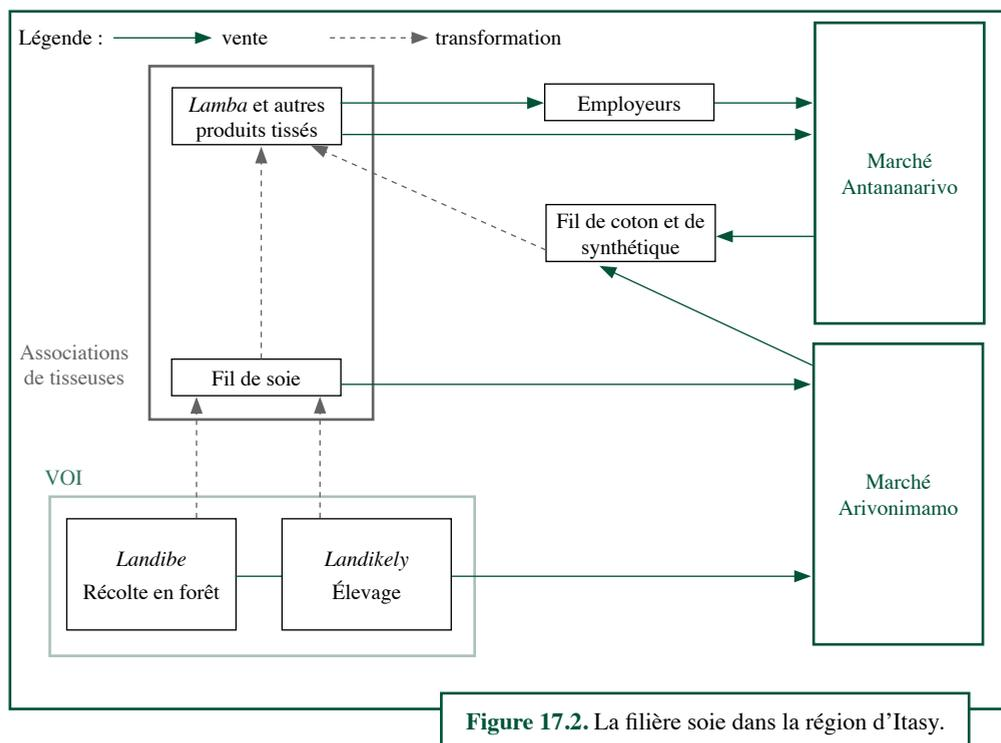 Légende : vente transformation
Lamba et autres
produits tissés
Employeurs
Marché
Antananarivo
Fil de coton et de
synthétique
Associations
de tisseuses
Fil de soie
VOI
Landibe
Récolte en forêt
Landikely
Élevage
Marché
Arivonimamo
Figure 17.2. La filière soie dans la région d’Itasy.